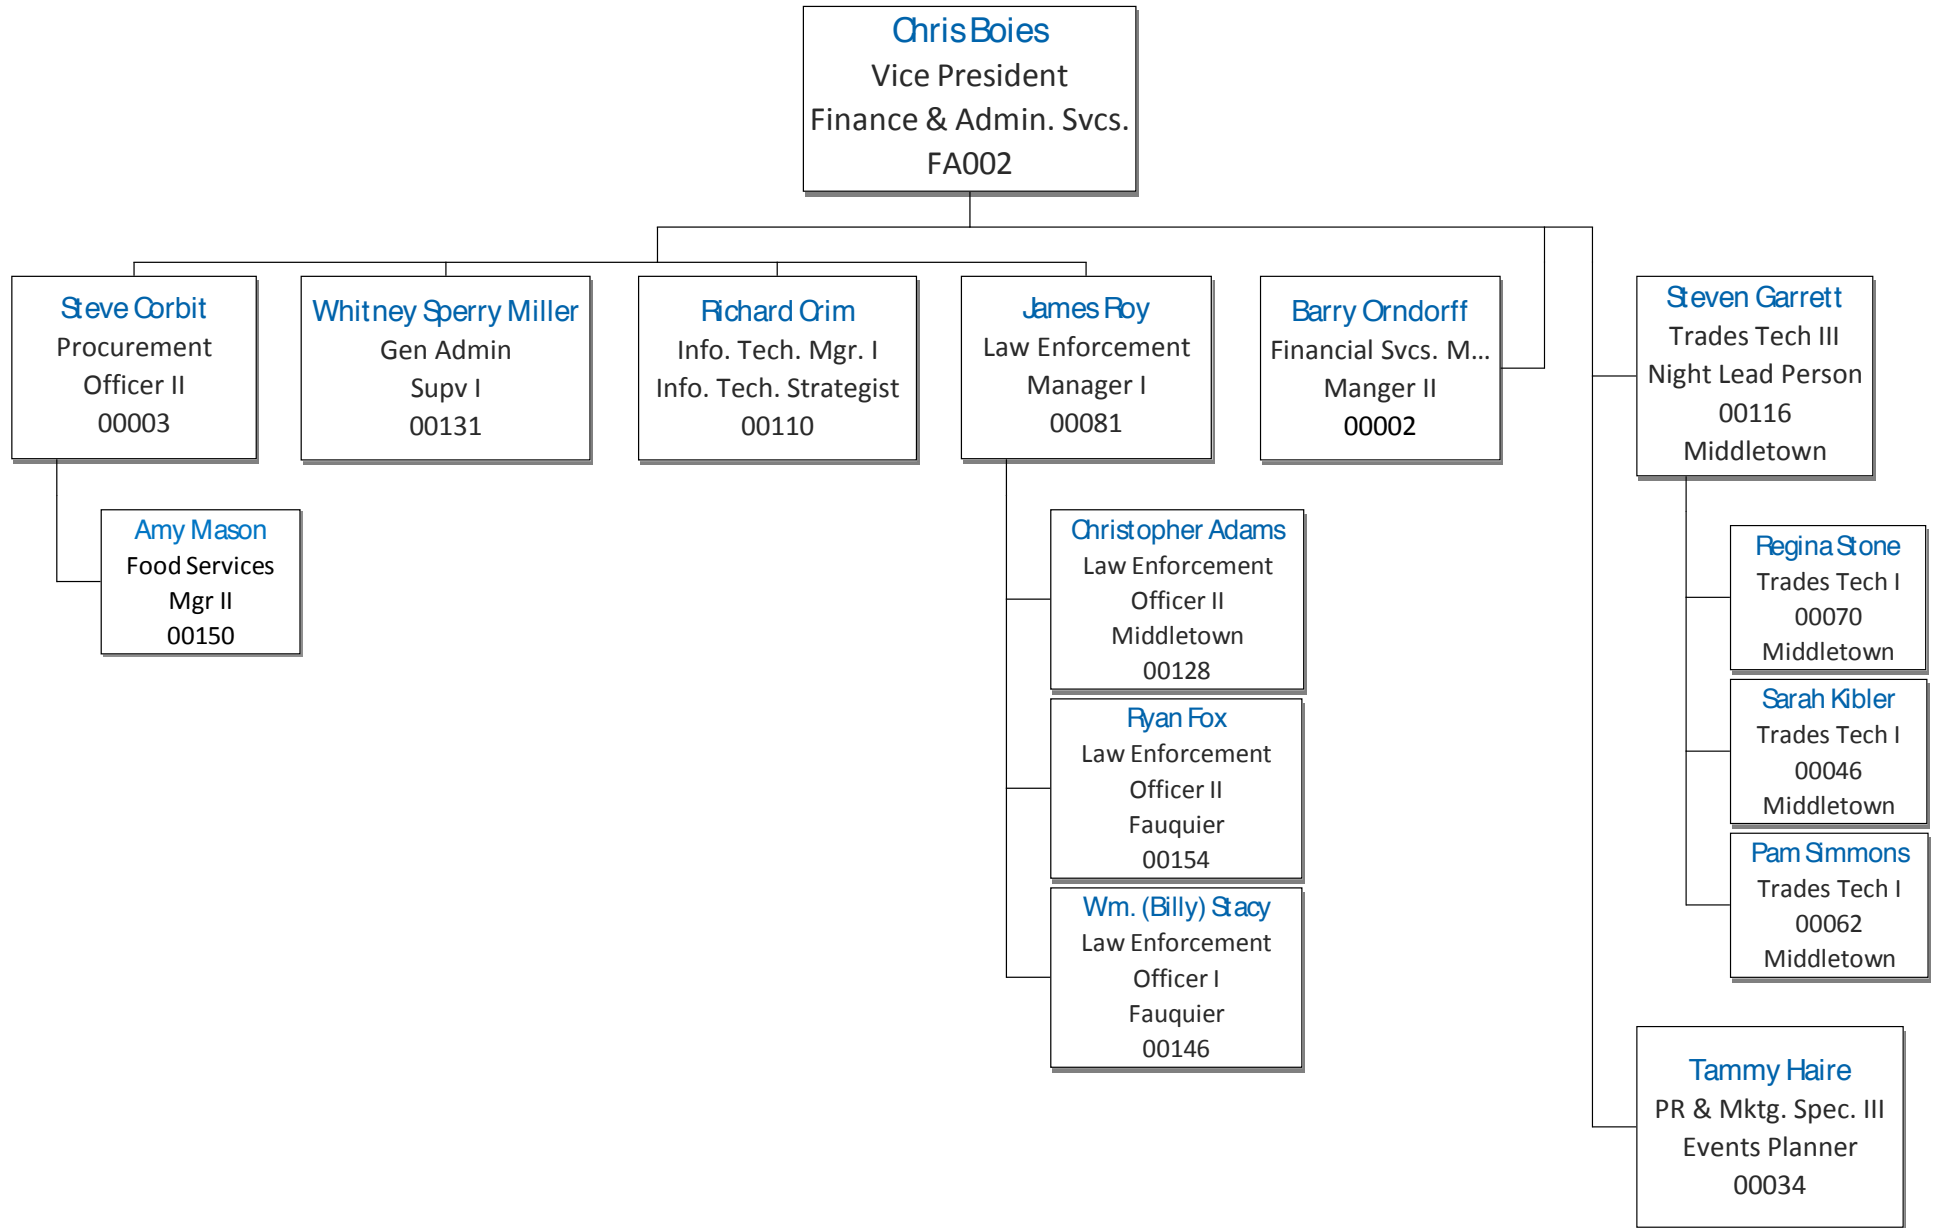 Chris Boies
Vice President
Finance & Admin. Svcs.
FA002
Steve Corbit
Procurement
Officer II
00003
Whitney Sperry Miller
Gen Admin
Supv I
00131
Richard Crim
Info. Tech. Mgr. I
Info. Tech. Strategist
00110
James Roy
Law Enforcement
Manager I
00081
Barry Orndorff
Financial Svcs. M...
Manger II
00002
Steven Garrett
Trades Tech III
Night Lead Person
00116
Middletown
Amy Mason
Food Services
Mgr II
00150
Christopher Adams
Law Enforcement
Officer II
Middletown
00128
Ryan Fox
Law Enforcement
Officer II
Fauquier
00154
Wm. (Billy) Stacy
Law Enforcement
Officer I
Fauquier
00146
Regina Stone
Trades Tech I
00070
Middletown
Sarah Kibler
Trades Tech I
00046
Middletown
Pam Simmons
Trades Tech I
00062
Middletown
Tammy Haire
PR & Mktg. Spec. III
Events Planner
00034